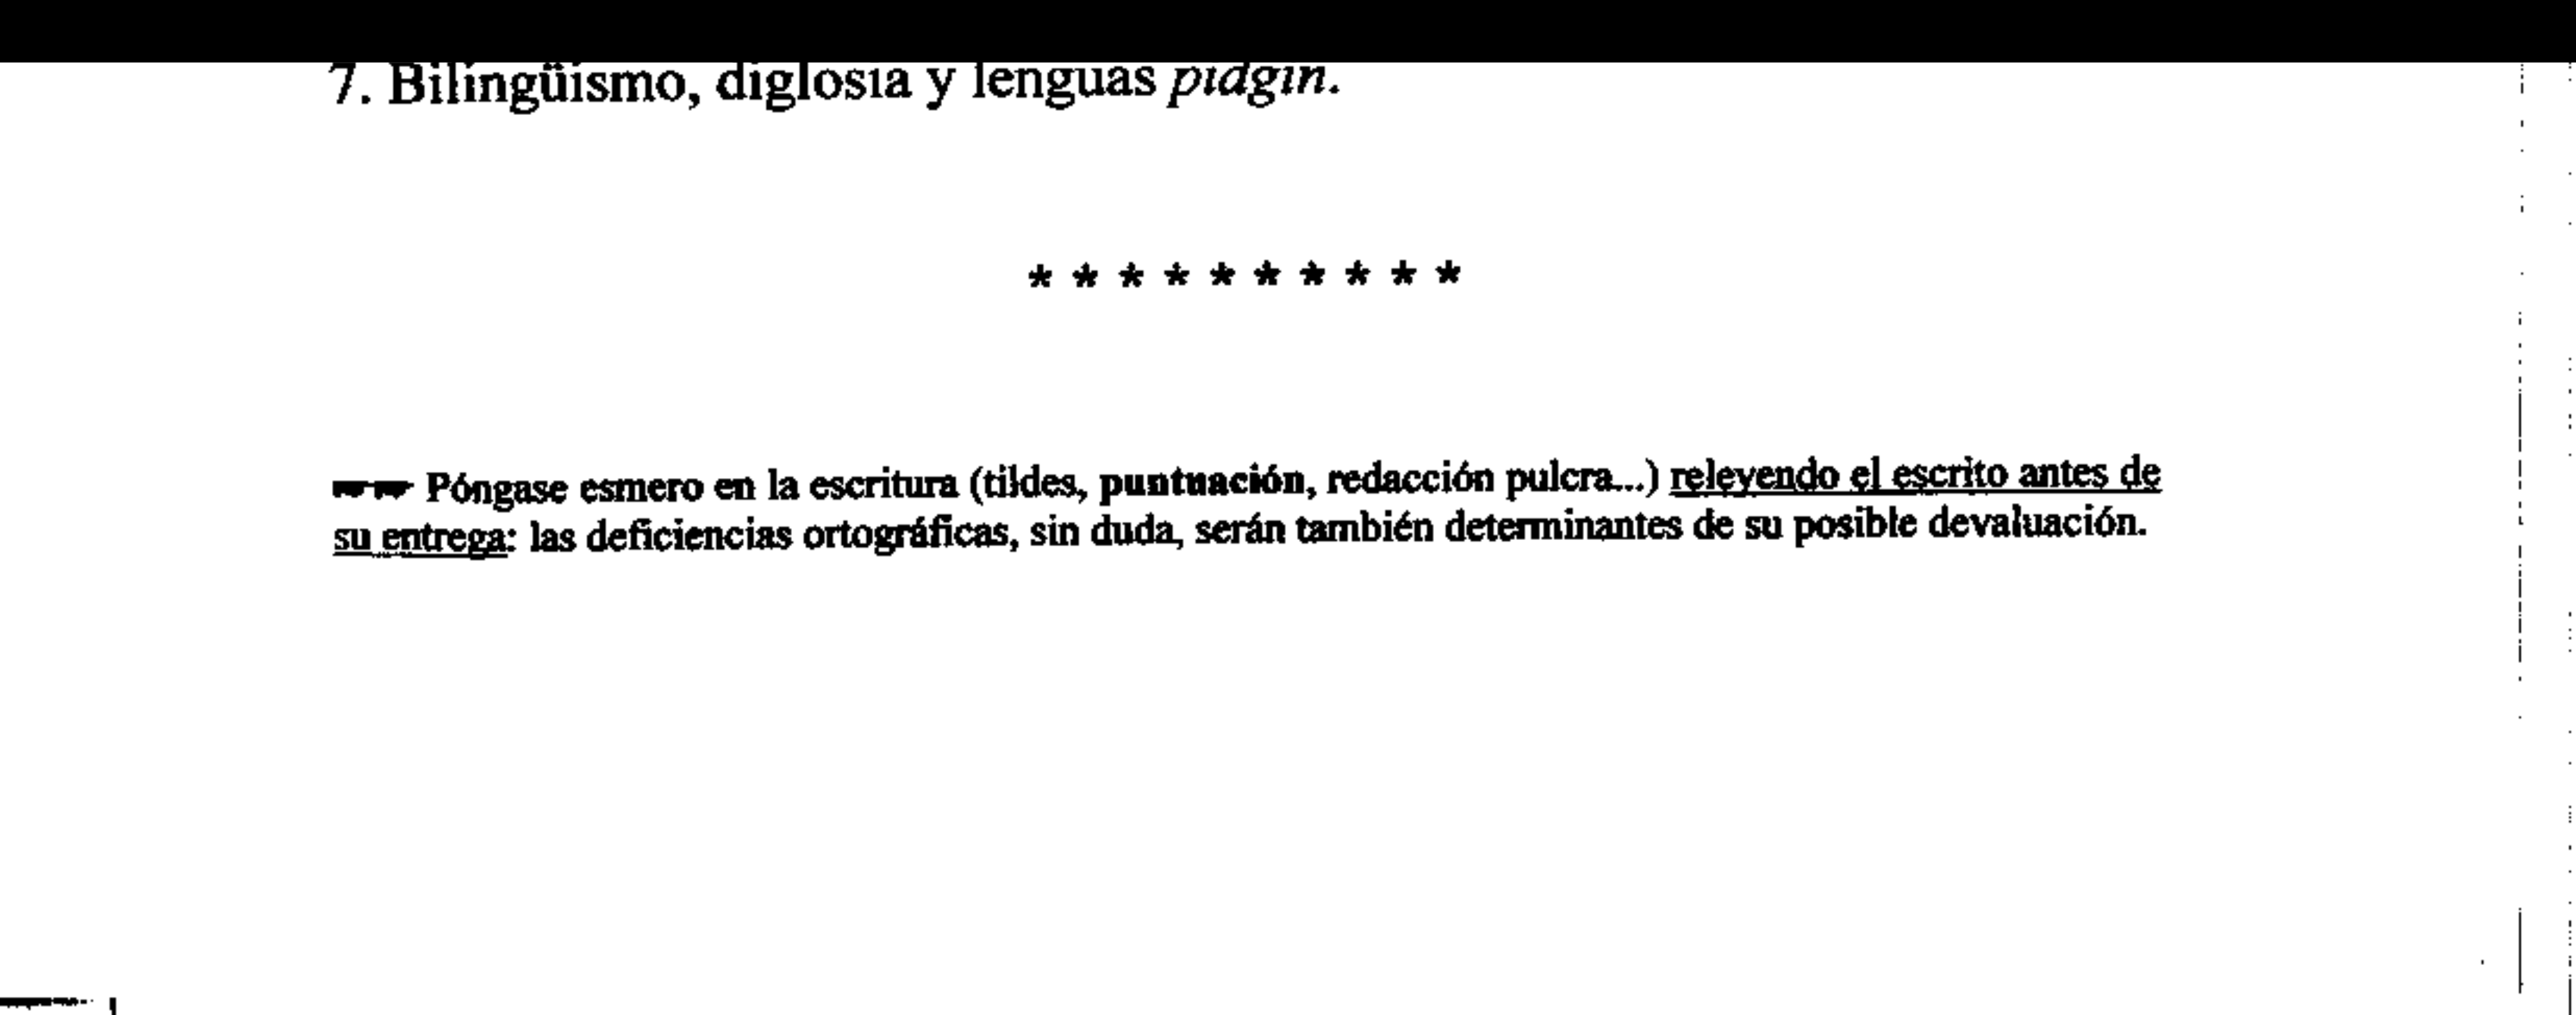 7. Bilingüismo, diglosia y lenguas pidgin.
* * * * * * * * * *
Póngase esmero en la escritura (tildes, puntuación, redacción pulcra...) releyendo el escrito antes de
su entrega: las deficiencias ortográficas, sin duda, serán también determinantes de su posible devaluación.